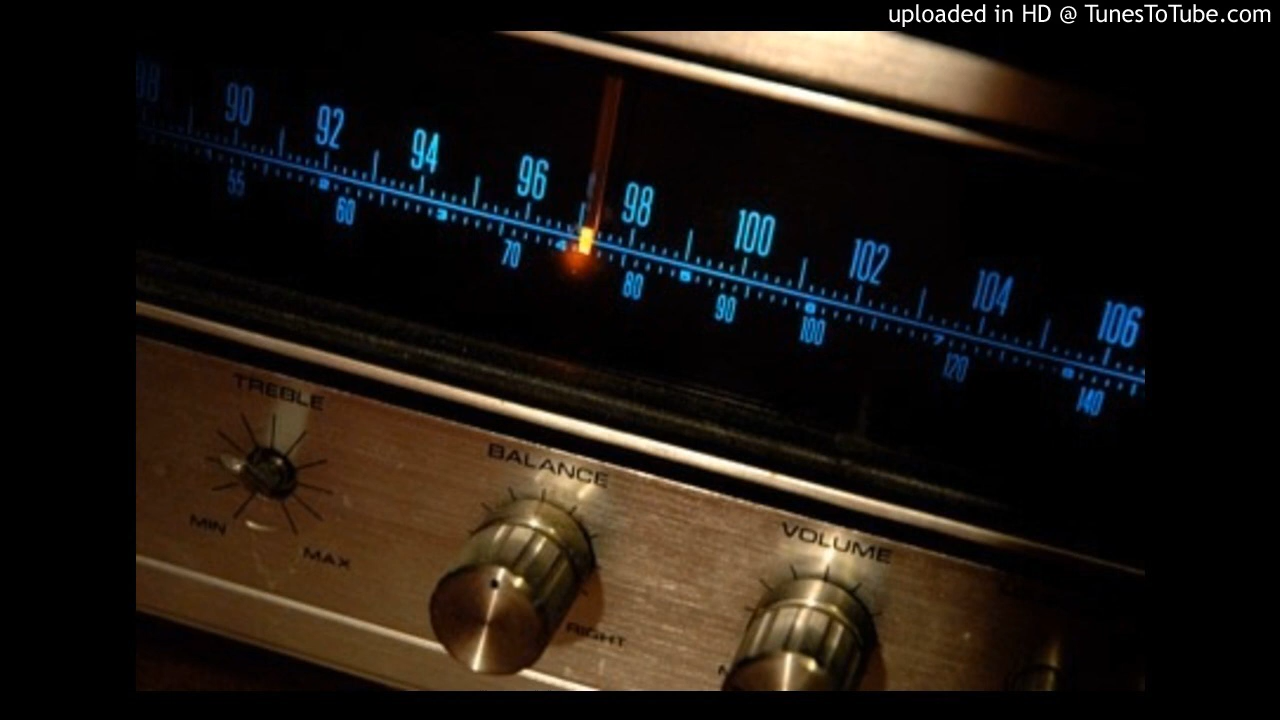 uploaded in HD @ TunesToTube.com
88 90 92 94 96 98 100 102 104 106
55 60 70 80 90 100 120 140
TREBLE
MIN MAX
BALANCE
RIGHT
VOLUME